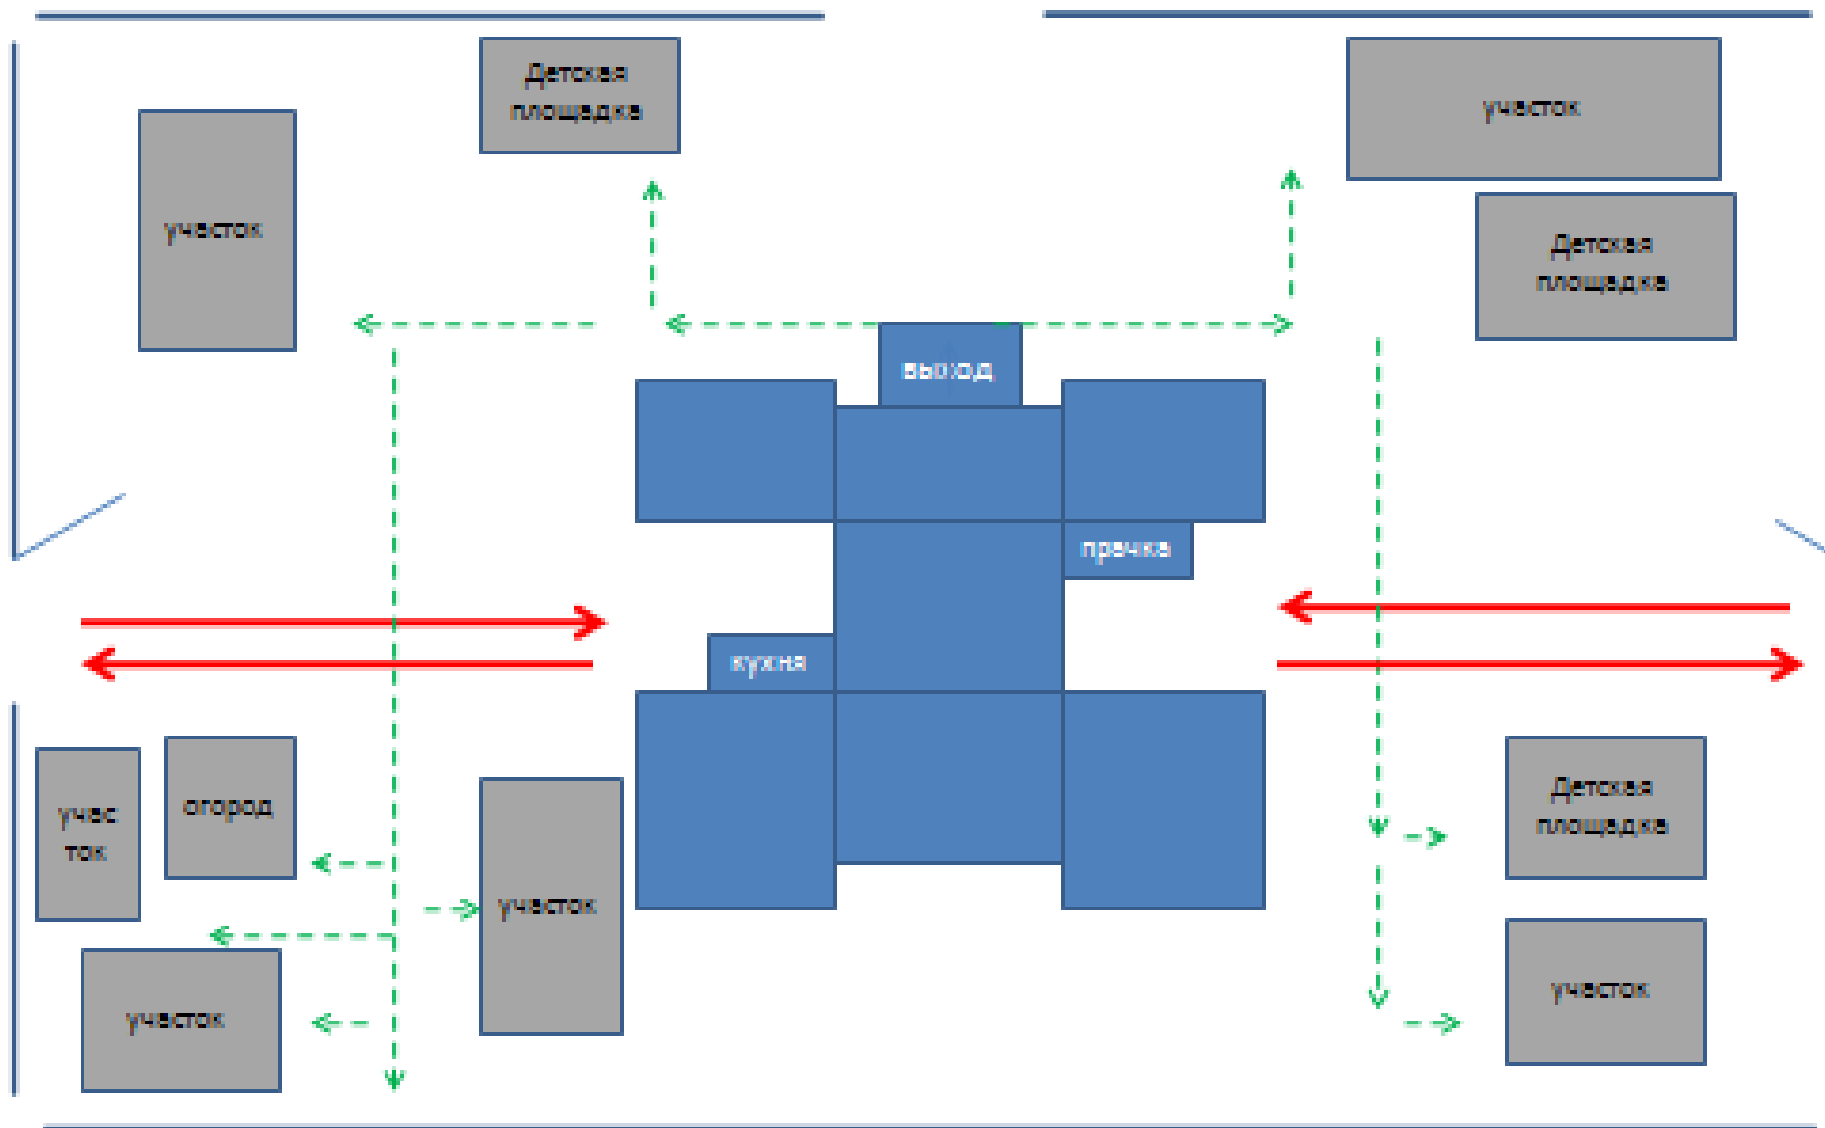 Детская
площадка
участок
участок
Детская
площадка
выход
прачка
кухня
учас
ток
огород
участок
участок
Детская
площадка
участок